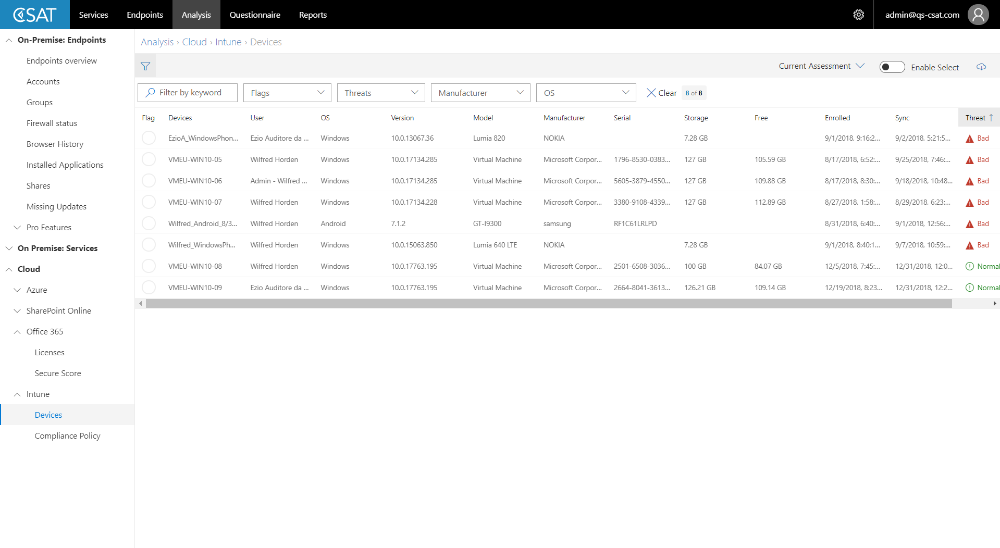 CSAT Services Endpoints Analysis Questionnaire Reports admin@qs-csat.com
On-Premise: Endpoints
Endpoints overview
Accounts
Groups
Firewall status
Browser History
Installed Applications
Shares
Missing Updates
Pro Features
On Premise: Services
Cloud
Azure
SharePoint Online
Office 365
Licenses
Secure Score
Intune
Devices
Compliance Policy
Analysis › Cloud › Intune › Devices
Current Assessment Enable Select
Filter by keyword Flags Threats Manufacturer OS Clear 8 of 8
Flag Devices User OS Version Model Manufacturer Serial Storage Free Enrolled Sync Threat ↑
EzioA_WindowsPhon... Ezio Auditore da ... Windows 10.0.13067.36 Lumia 820 NOKIA 7.28 GB 9/1/2018, 9:16:2... 9/2/2018, 5:21:5... Bad
VMEU-WIN10-05 Wilfred Horden Windows 10.0.17134.285 Virtual Machine Microsoft Corpor... 1796-8530-0383... 127 GB 105.59 GB 8/17/2018, 6:52:... 9/25/2018, 7:46:... Bad
VMEU-WIN10-06 Admin - Wilfred ... Windows 10.0.17134.285 Virtual Machine Microsoft Corpor... 5605-3879-4550... 127 GB 109.88 GB 8/17/2018, 8:30:... 9/18/2018, 10:48... Bad
VMEU-WIN10-07 Wilfred Horden Windows 10.0.17134.228 Virtual Machine Microsoft Corpor... 3380-9108-4339... 127 GB 112.89 GB 8/27/2018, 1:58:... 8/29/2018, 6:23:... Bad
Wilfred_Android_8/3... Wilfred Horden Android 7.1.2 GT-I9300 samsung RF1C61LRLPD 8/31/2018, 6:40:... 9/1/2018, 12:56:... Bad
Wilfred_WindowsPh... Wilfred Horden Windows 10.0.15063.850 Lumia 640 LTE NOKIA 7.28 GB 9/1/2018, 8:40:1... 9/7/2018, 10:59:... Bad
VMEU-WIN10-08 Wilfred Horden Windows 10.0.17763.195 Virtual Machine Microsoft Corpor... 2501-6508-3036... 100 GB 84.07 GB 12/5/2018, 7:45:... 12/31/2018, 12:0... Normal
VMEU-WIN10-09 Ezio Auditore da ... Windows 10.0.17763.195 Virtual Machine Microsoft Corpor... 2664-8041-3613... 126.21 GB 109.14 GB 12/19/2018, 8:23... 12/31/2018, 12:2... Normal